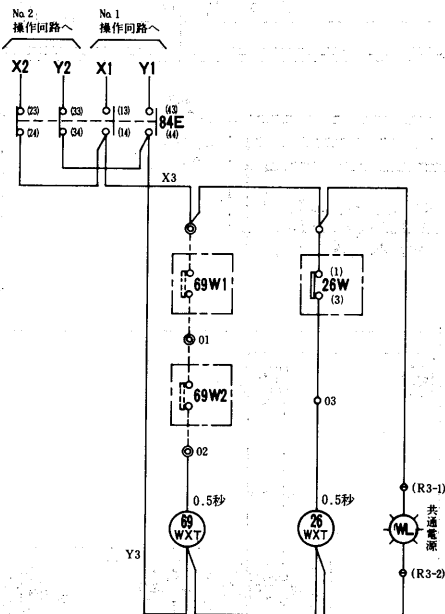 No.2 No.1
操作回路へ 操作回路へ
X2 Y2 X1 Y1
(23) (33) (13) (43)
84E
(24) (34) (14) (44)
X3
69W1
(1)
26W
(3)
01
69W2
03
02
(R3-1)
0.5秒 0.5秒
69
WXT
26
WXT
WL
共通電源
Y3
(R3-2)